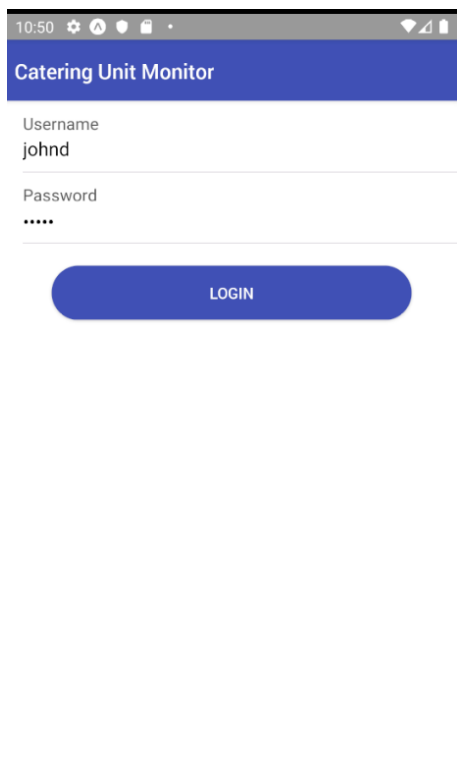 10:50
Catering Unit Monitor
Username
johnd
Password
•••••
LOGIN